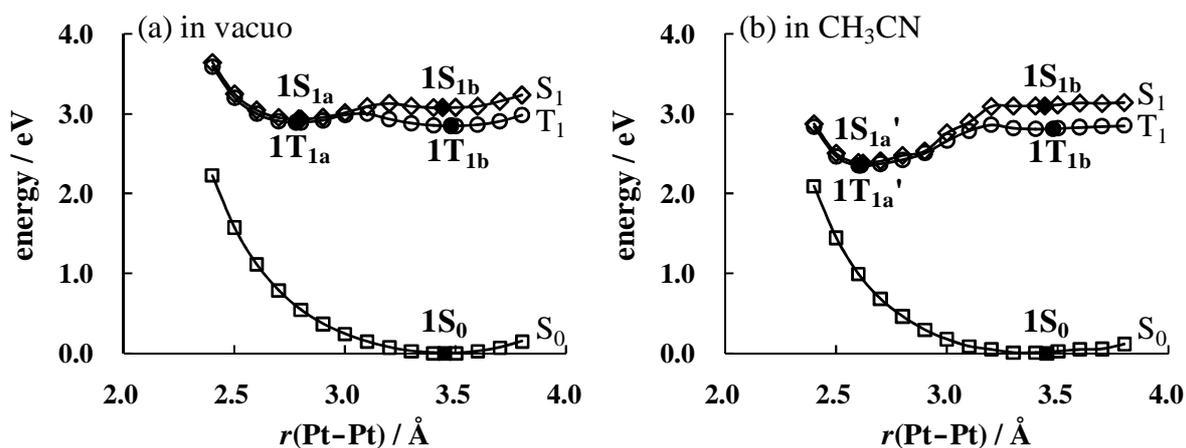 (a) in vacuo
4.0
3.0
2.0
1.0
0.0
energy / eV
1S1a
1S1b
S1
T1
1T1a
1T1b
1S0
S0
2.0 2.5 3.0 3.5 4.0
r(Pt−Pt) / Å
(b) in CH3CN
4.0
3.0
2.0
1.0
0.0
energy / eV
1S1b
S1
1S1a'
T1
1T1b
1T1a'
1S0
S0
2.0 2.5 3.0 3.5 4.0
r(Pt−Pt) / Å